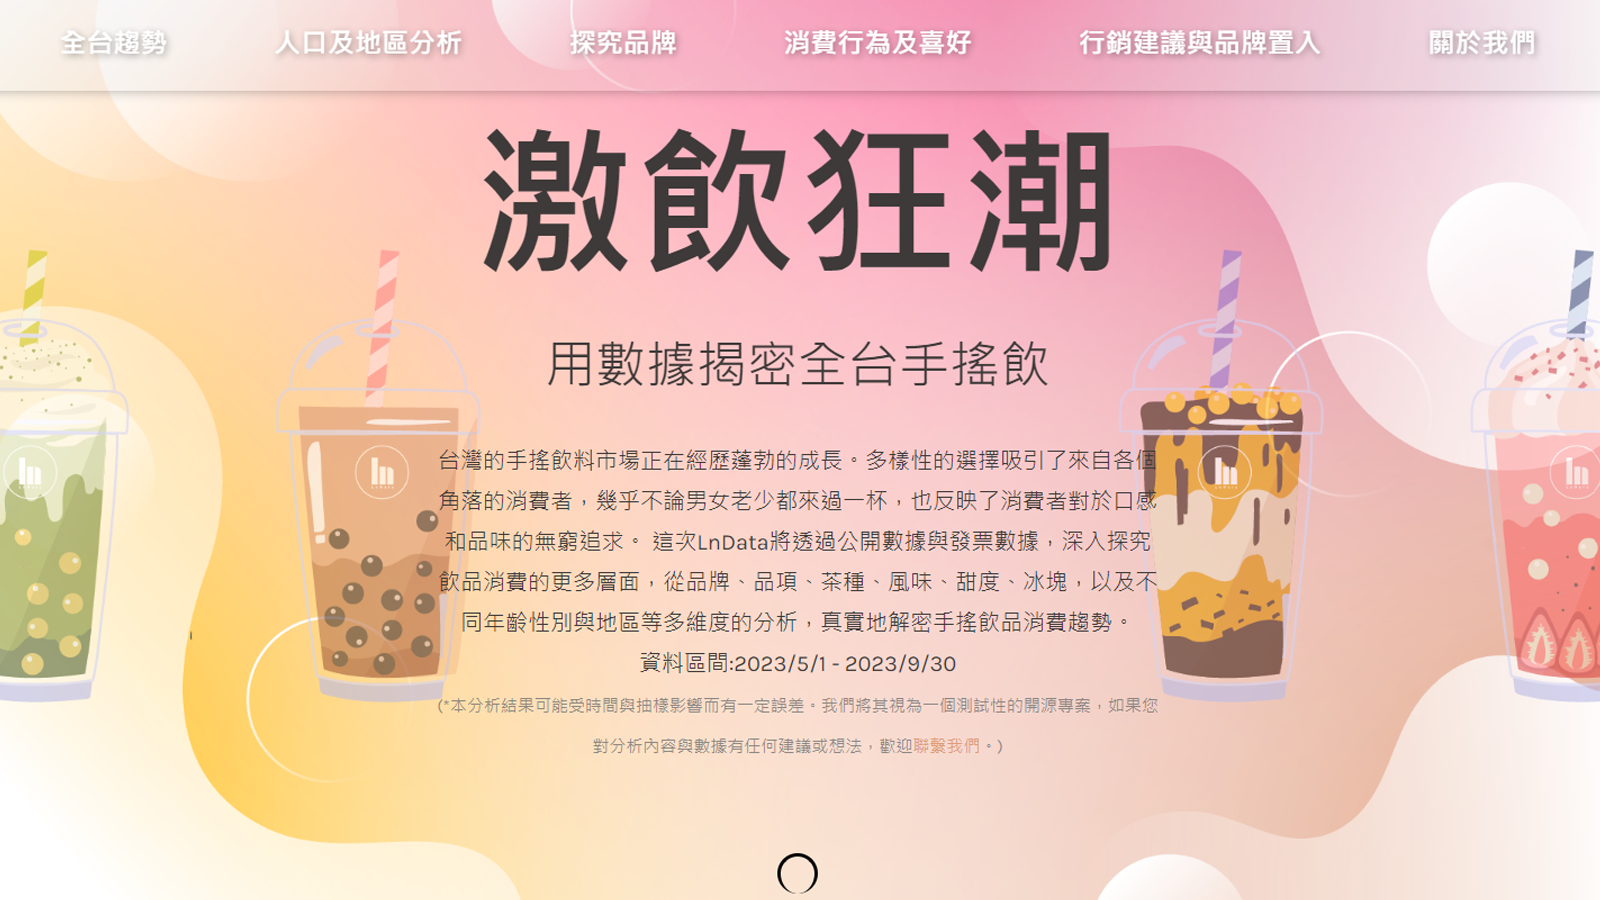 全台趨勢 人口及地區分析 探究品牌 消費行為及喜好 行銷建議與品牌置入 關於我們
激飲狂潮
用數據揭密全台手搖飲
台灣的手搖飲料市場正在經歷蓬勃的成長。多樣性的選擇吸引了來自各個
角落的消費者，幾乎不論男女老少都來過一杯，也反映了消費者對於口感
和品味的無窮追求。 這次LnData將透過公開數據與發票數據，深入探究
飲品消費的更多層面，從品牌、品項、茶種、風味、甜度、冰塊，以及不
同年齡性別與地區等多維度的分析，真實地解密手搖飲品消費趨勢。
資料區間:2023/5/1 - 2023/9/30
(*本分析結果可能受時間與抽樣影響而有一定誤差。我們將其視為一個測試性的開源專案，如果您
對分析內容與數據有任何建議或想法，歡迎聯繫我們。)